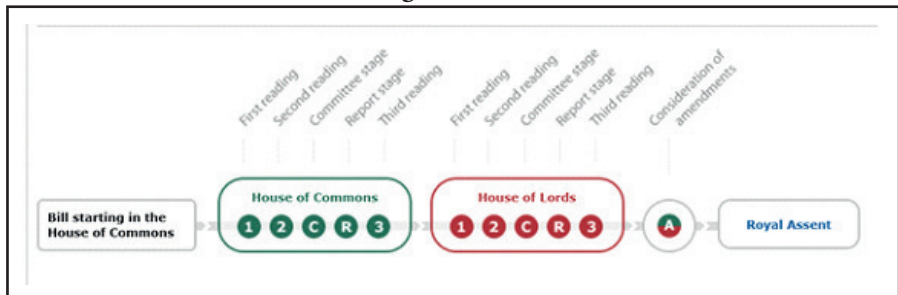 First reading
Second reading
Committee stage
Report stage
Third reading
First reading
Second reading
Committee stage
Report stage
Third reading
Consideration of
amendments
Bill starting in the
House of Commons
House of Commons
1 2 C R 3
House of Lords
1 2 C R 3
A
Royal Assent